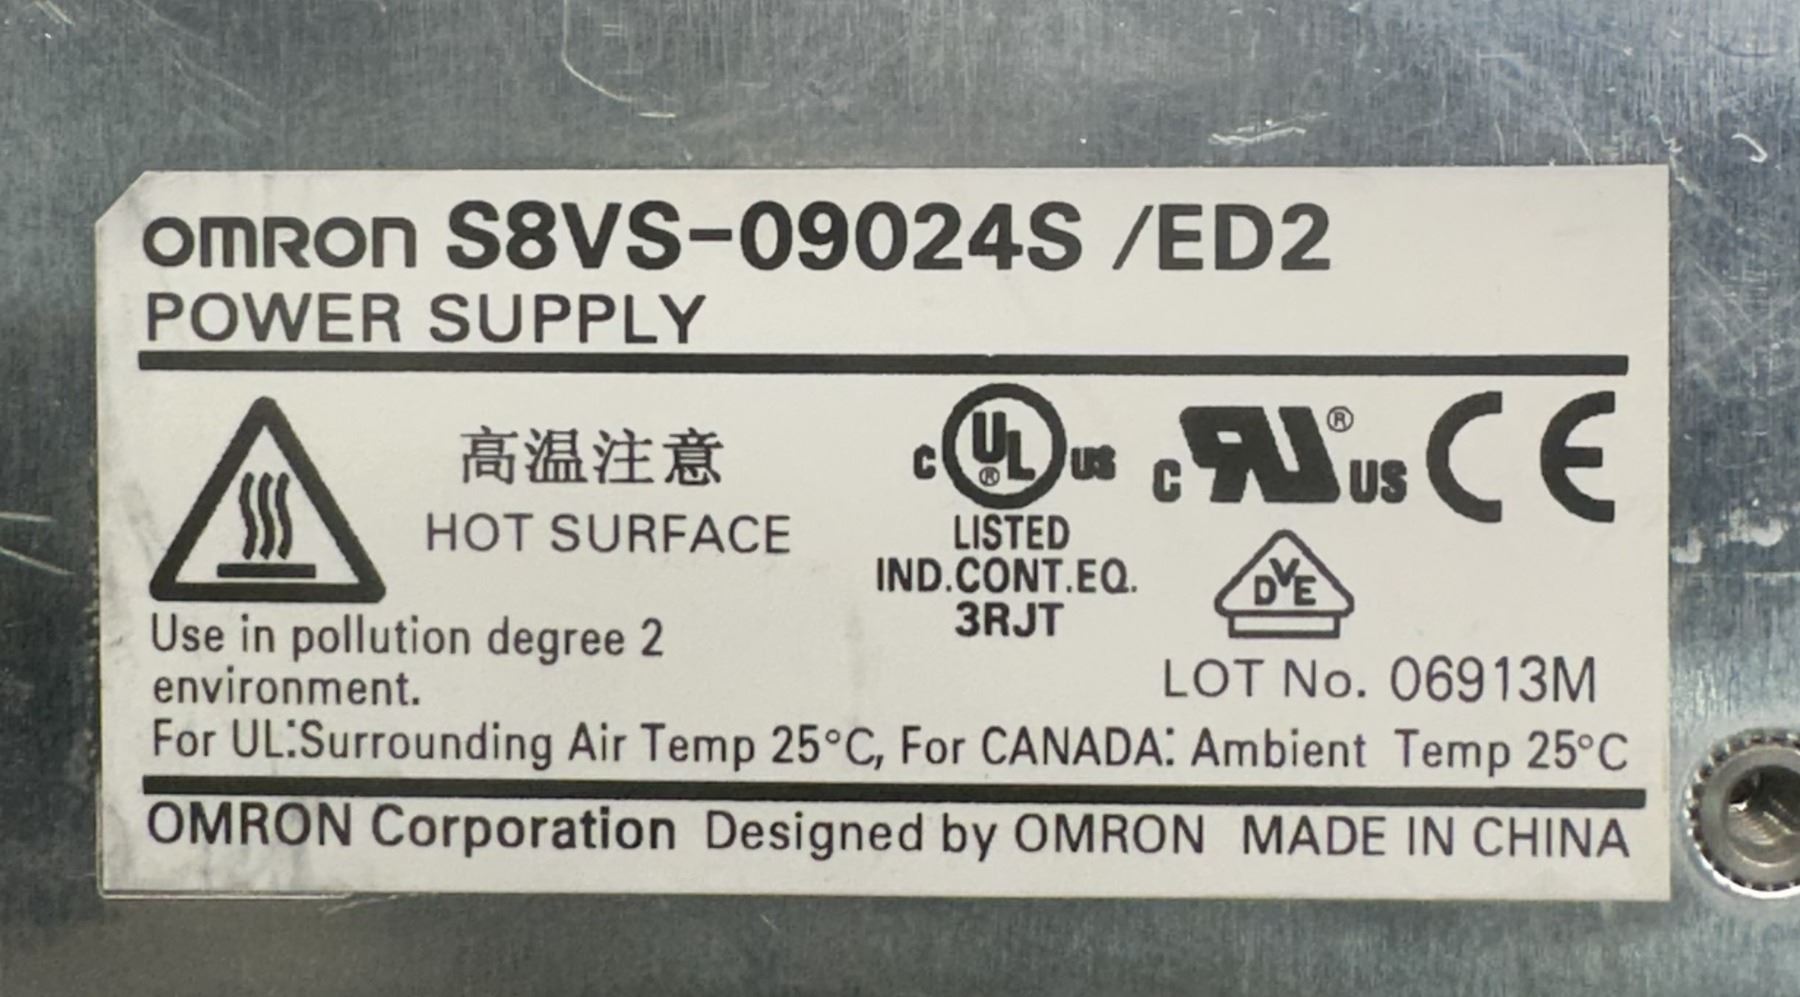 omron S8VS-09024S /ED2
POWER SUPPLY
高温注意
HOT SURFACE
c UL® us
LISTED
IND.CONT.EQ.
3RJT
c RU® us
CE
DVE
Use in pollution degree 2
environment.
LOT No. 06913M
For UL:Surrounding Air Temp 25°C, For CANADA: Ambient Temp 25°C
OMRON Corporation Designed by OMRON MADE IN CHINA